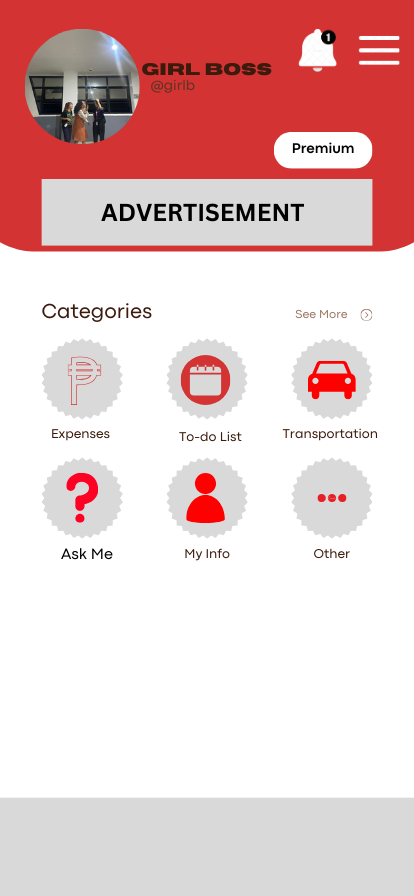 GIRL BOSS
1
@girlb
Premium
ADVERTISEMENT
Categories
See More
Expenses
To-do List
Transportation
Ask Me
My Info
Other